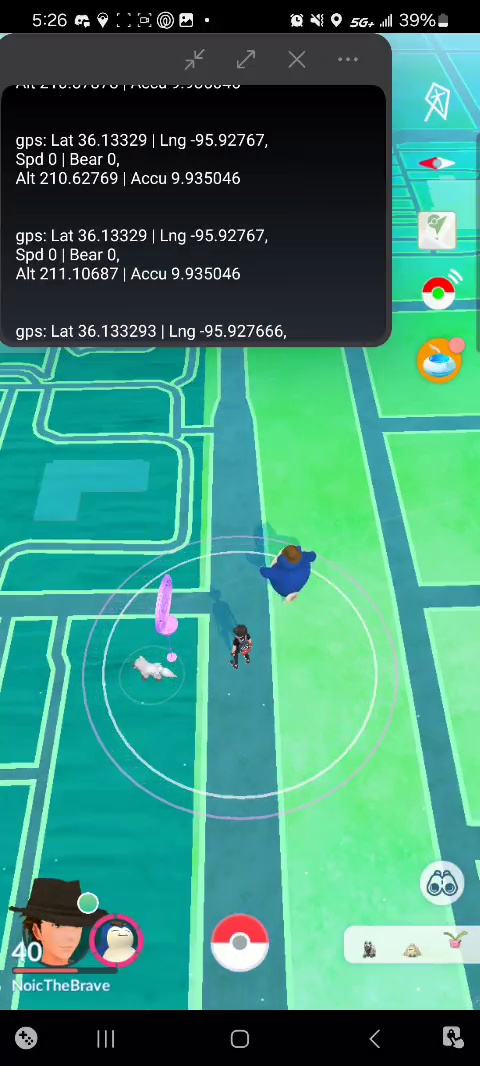 5:26
5G+ 39%
gps: Lat 36.13329 | Lng -95.92767,
Spd 0 | Bear 0,
Alt 210.62769 | Accu 9.935046
gps: Lat 36.13329 | Lng -95.92767,
Spd 0 | Bear 0,
Alt 211.10687 | Accu 9.935046
gps: Lat 36.133293 | Lng -95.927666,
40
NoicTheBrave